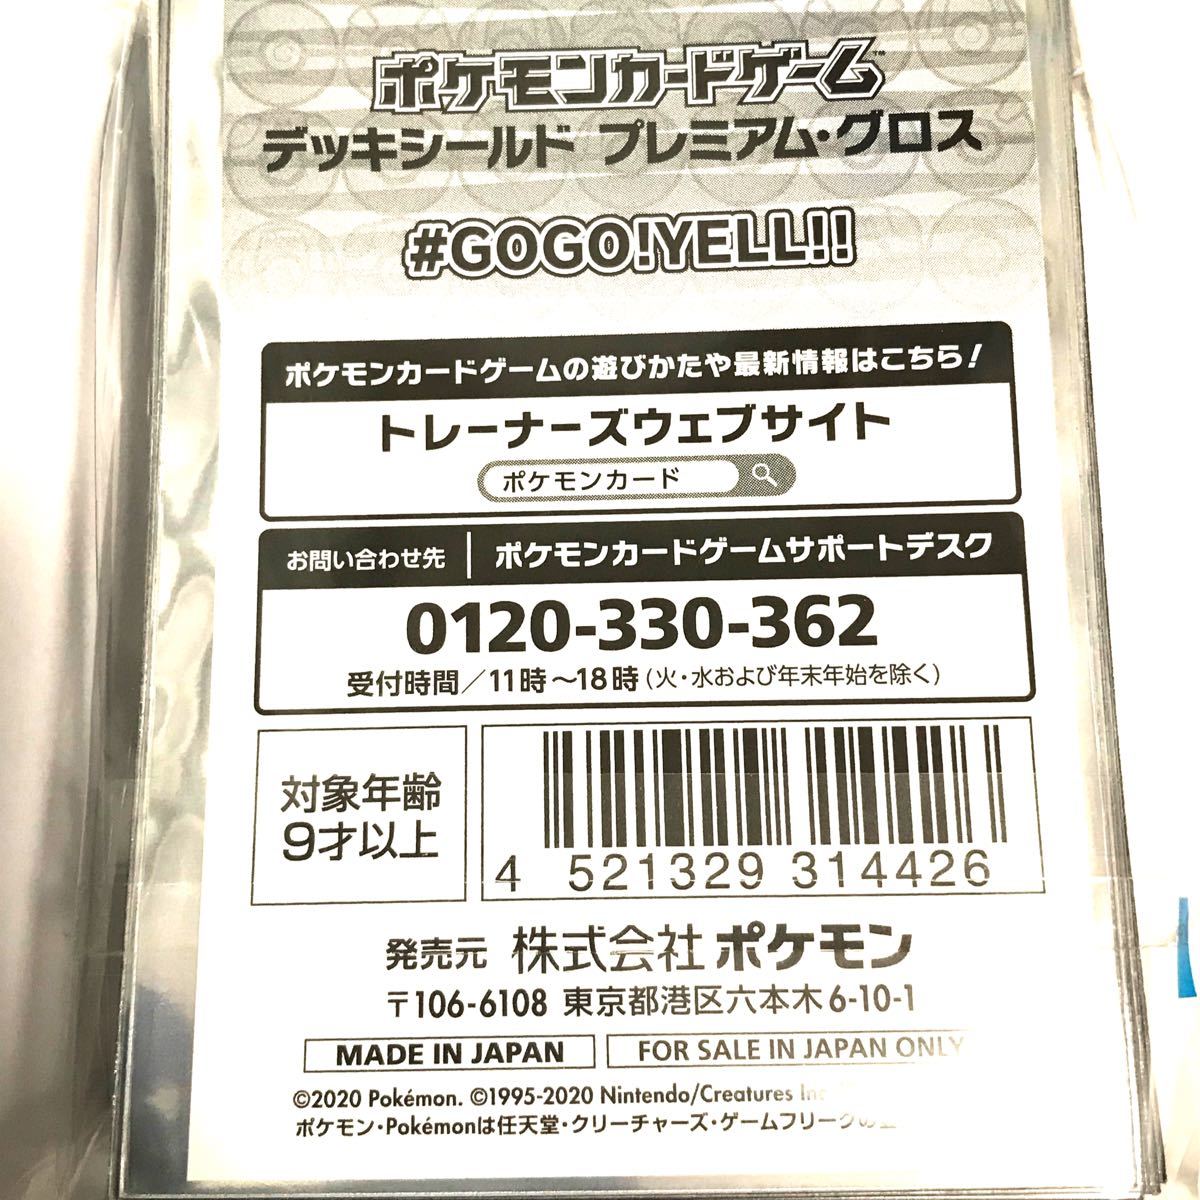 ポケモンカードゲーム™
デッキシールド プレミアム・グロス
#GOGO!YELL!!
ポケモンカードゲームの遊びかたや最新情報はこちら!
トレーナーズウェブサイト
ポケモンカード
お問い合わせ先 ポケモンカードゲームサポートデスク
0120-330-362
受付時間/11時〜18時(火・水および年末年始を除く)
対象年齢
9才以上
4 521329 314426
発売元 株式会社 ポケモン
〒106-6108 東京都港区六本木6-10-1
MADE IN JAPAN
FOR SALE IN JAPAN ONLY
©2020 Pokémon. ©1995-2020 Nintendo/Creatures Inc
ポケモン・Pokémonは任天堂・クリーチャーズ・ゲームフリークの